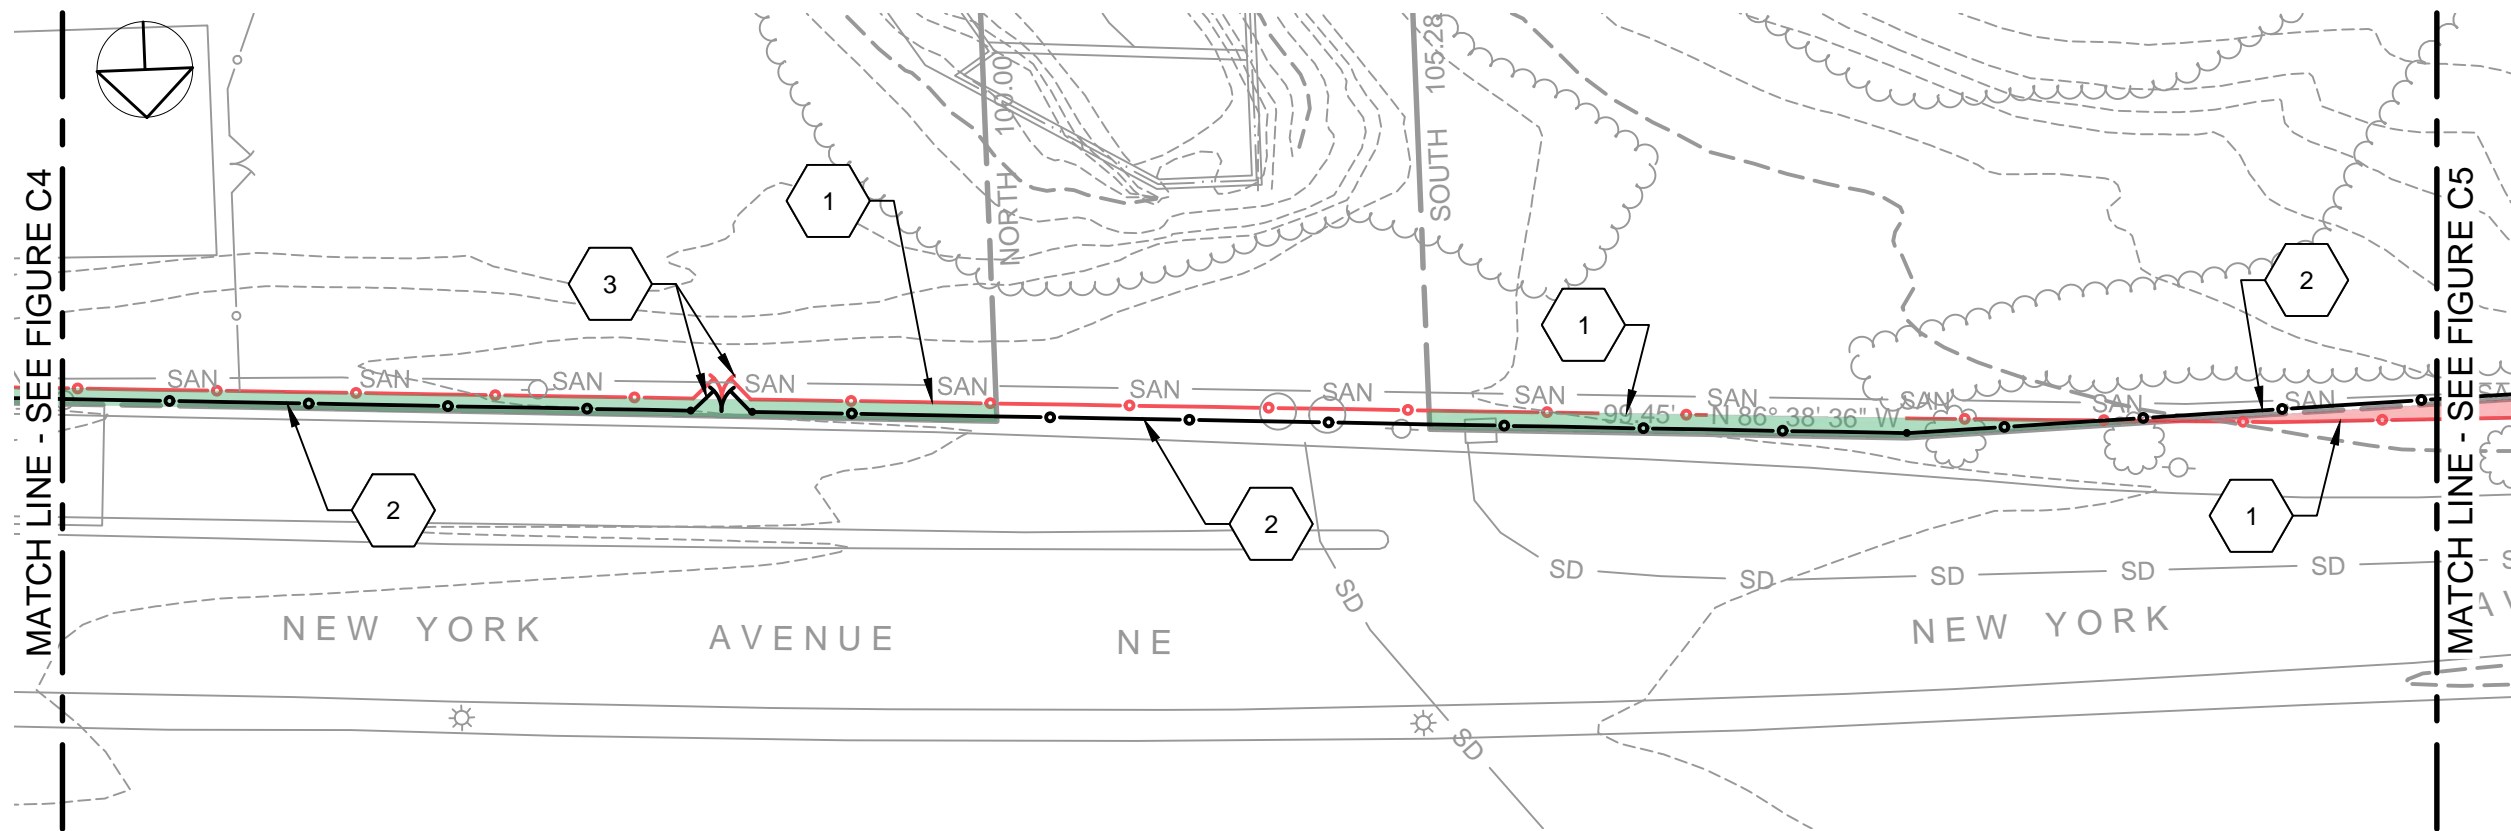 MATCH LINE - SEE FIGURE C4
NORTH 100.00
SOUTH 105.28
MATCH LINE - SEE FIGURE C5
1
3
1
2
SAN SAN SAN SAN SAN SAN SAN SAN SAN SAN SAN
99.45' N 86° 38' 36" W
2
2
1
SD SD SD SD SD
SD
SD
NEW YORK AVENUE NE NEW YORK